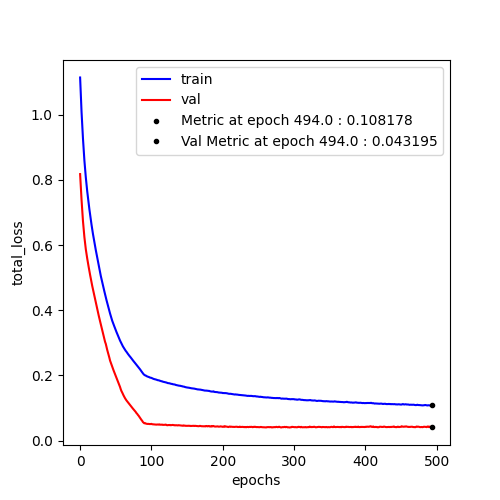 train
val
Metric at epoch 494.0 : 0.108178
Val Metric at epoch 494.0 : 0.043195
1.0
0.8
0.6
0.4
0.2
0.0
total_loss
0 100 200 300 400 500
epochs